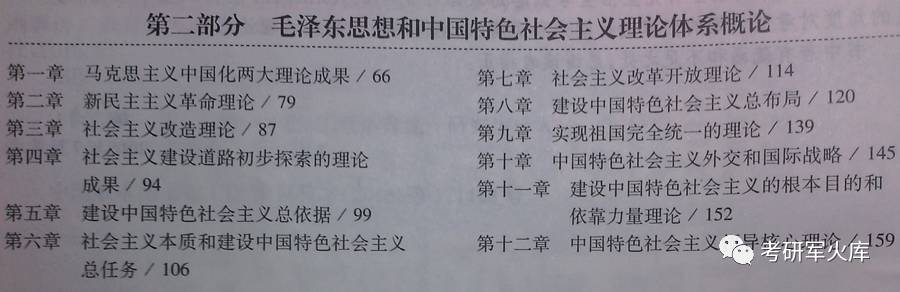 第二部分 毛泽东思想和中国特色社会主义理论体系概论
第一章 马克思主义中国化两大理论成果 / 66
第二章 新民主主义革命理论 / 79
第三章 社会主义改造理论 / 87
第四章 社会主义建设道路初步探索的理论
成果 / 94
第五章 建设中国特色社会主义总依据 / 99
第六章 社会主义本质和建设中国特色社会主义
总任务 / 106
第七章 社会主义改革开放理论 / 114
第八章 建设中国特色社会主义总布局 / 120
第九章 实现祖国完全统一的理论 / 139
第十章 中国特色社会主义外交和国际战略 / 145
第十一章 建设中国特色社会主义的根本目的和
依靠力量理论 / 152
第十二章 中国特色社会主义 导核心理论 / 159
考研军火库